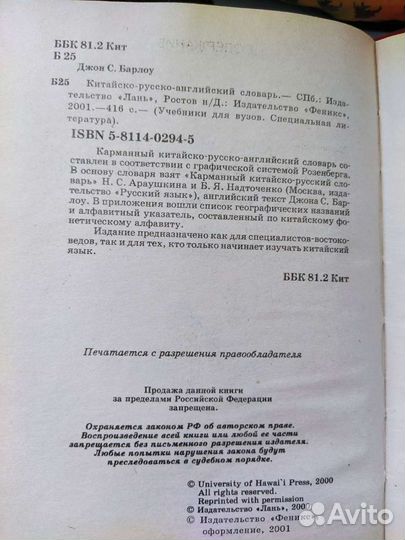 ББК 81.2 Кит
Б 25
Джон С. Барлоу
Б25 Китайско-русско-английский словарь.— СПб.: Изда-
тельство «Лань», Ростов н/Д.: Издательство «Феникс»,
2001.—416 с.— (Учебники для вузов. Специальная ли-
тература).
ISBN 5-8114-0294-5
Карманный китайско-русско-английский словарь со-
ставлен в соответствии с графической системой Розенберга.
В основу словаря взят «Карманный китайско-русский сло-
варь» Н. С. Араушкина и Б. Я. Надточенко (Москва, изда-
тельство «Русский язык»), английский текст Джона С. Бар-
лоу. В приложения вошли список географических названий
и алфавитный указатель, составленный по китайскому фо-
нетическому алфавиту.
Издание предназначено как для специалистов-востоко-
ведов, так и для тех, кто только начинает изучать китайский
язык.
ББК 81.2 Кит
Печатается с разрешения правообладателя
Продажа данной книги
за пределами Российской Федерации
запрещена.
Охраняется законом РФ об авторском праве.
Воспроизведение всей книги или любой ее части
запрещается без письменного разрешения издателя.
Любые попытки нарушения закона будут
преследоваться в судебном порядке.
© University of Hawai'i Press, 2000
All rights reserved.
Reprinted with permission
© Издательство «Лань», 200
© Издательство «Феникс»
оформление, 2001
Avito